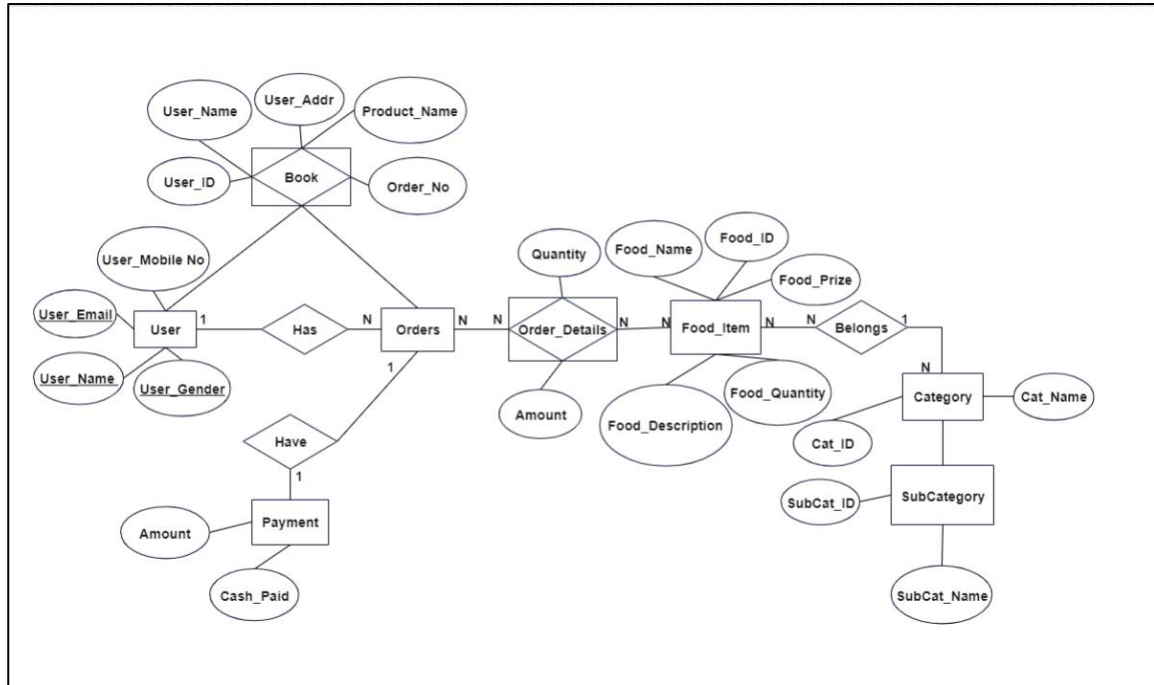 User_Addr
User_Name
Product_Name
Book
User_ID
Order_No
User_Mobile No
User_Email
User
1
Has
N
Orders
N
N
Order_Details
N
N
Food_Item
N
N
Belongs
1
Quantity
Food_Name
Food_ID
Food_Prize
User_Name
User_Gender
1
Amount
Food_Description
Food_Quantity
N
Category
Cat_Name
Cat_ID
Have
1
Payment
Amount
Cash_Paid
SubCat_ID
SubCategory
SubCat_Name